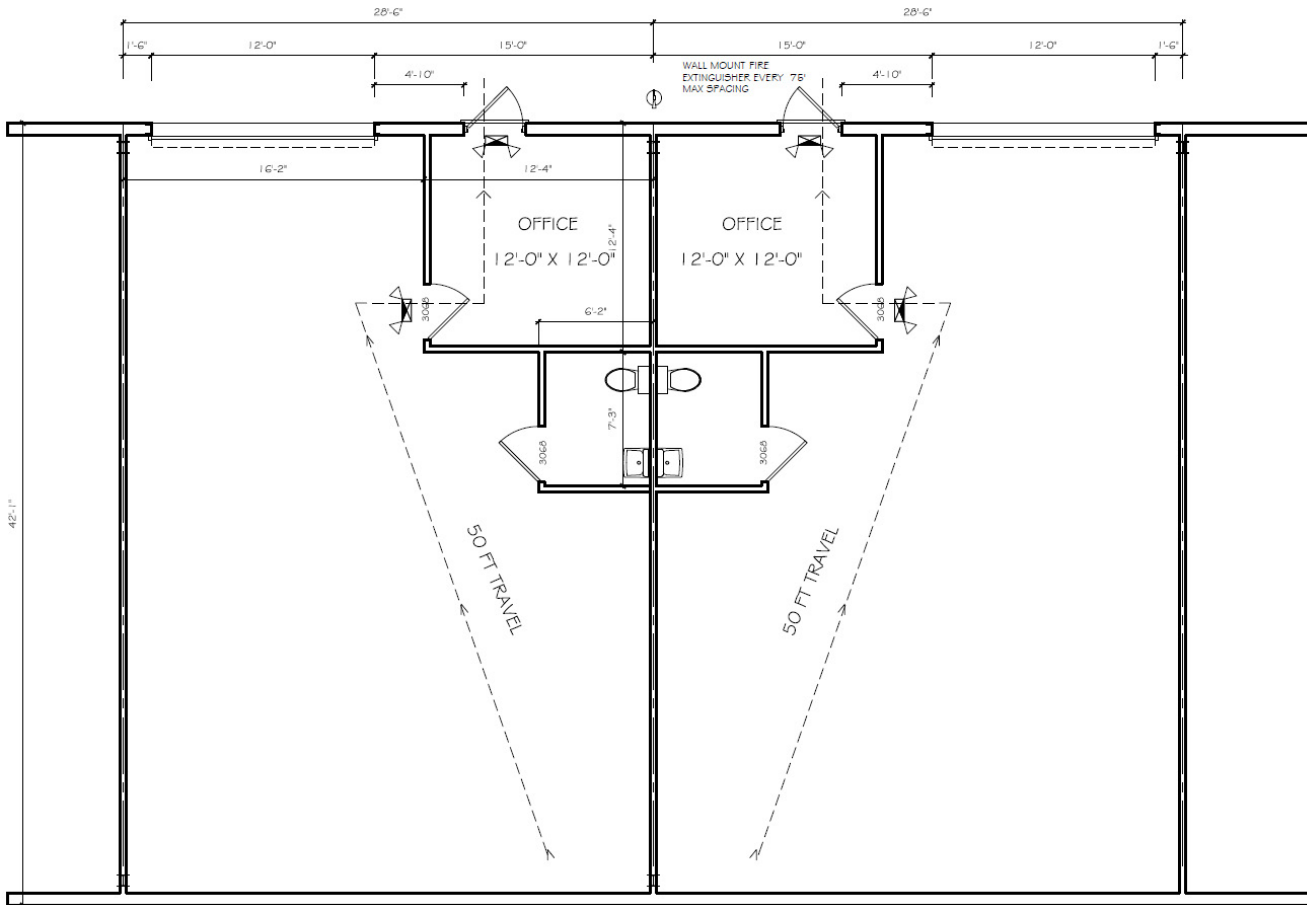 28'-6"
28'-6"
1'-6"
12'-0"
15'-0"
15'-0"
12'-0"
1'-6"
WALL MOUNT FIRE
EXTINGUISHER EVERY 75'
MAX SPACING
4'-10"
4'-10"
16'-2"
12'-4"
OFFICE
12'-0" X 12'-0"
12'-4"
OFFICE
12'-0" X 12'-0"
3068
3068
6'-2"
7'-3"
3068
3068
42'-1"
50 FT TRAVEL
50 FT TRAVEL